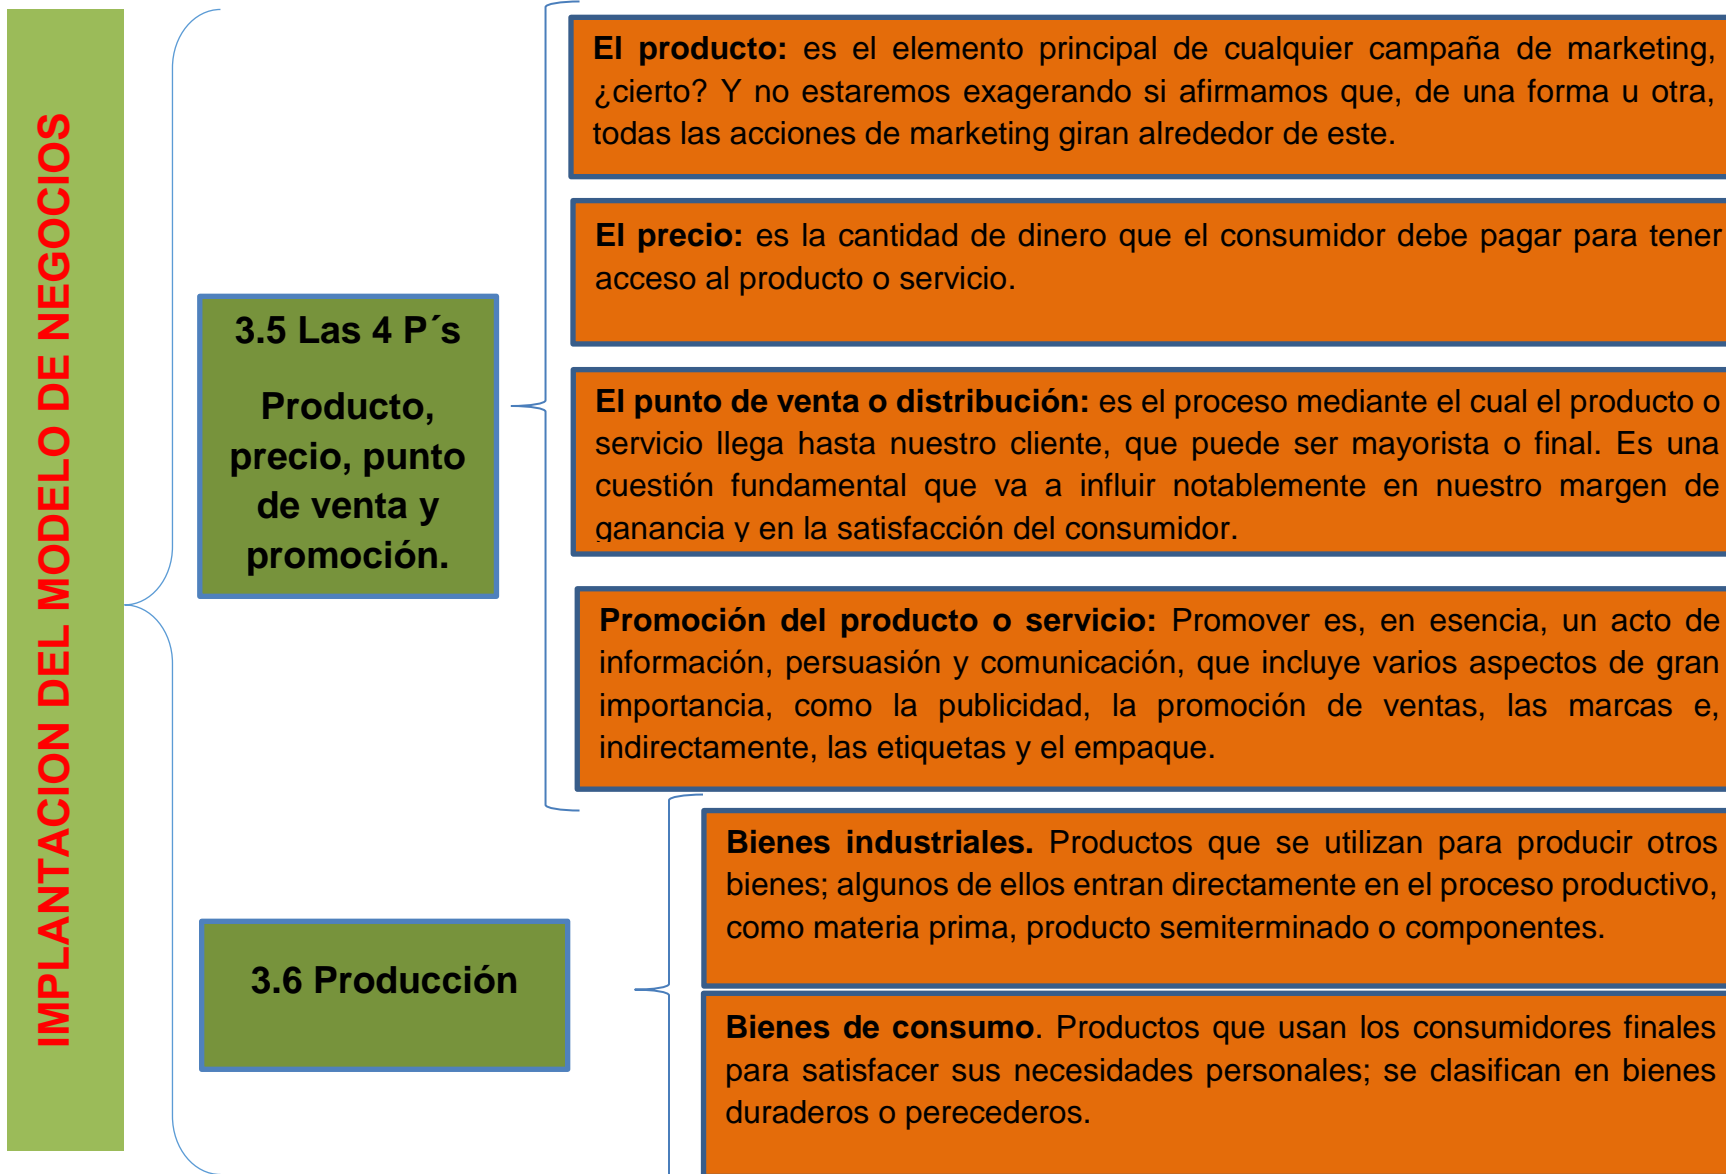 IMPLANTACION DEL MODELO DE NEGOCIOS
3.5 Las 4 P´s
Producto,
precio, punto
de venta y
promoción.
El producto: es el elemento principal de cualquier campaña de marketing,
¿cierto? Y no estaremos exagerando si afirmamos que, de una forma u otra,
todas las acciones de marketing giran alrededor de este.
El precio: es la cantidad de dinero que el consumidor debe pagar para tener
acceso al producto o servicio.
El punto de venta o distribución: es el proceso mediante el cual el producto o
servicio llega hasta nuestro cliente, que puede ser mayorista o final. Es una
cuestión fundamental que va a influir notablemente en nuestro margen de
ganancia y en la satisfacción del consumidor.
Promoción del producto o servicio: Promover es, en esencia, un acto de
información, persuasión y comunicación, que incluye varios aspectos de gran
importancia, como la publicidad, la promoción de ventas, las marcas e,
indirectamente, las etiquetas y el empaque.
3.6 Producción
Bienes industriales. Productos que se utilizan para producir otros
bienes; algunos de ellos entran directamente en el proceso productivo,
como materia prima, producto semiterminado o componentes.
Bienes de consumo. Productos que usan los consumidores finales
para satisfacer sus necesidades personales; se clasifican en bienes
duraderos o perecederos.